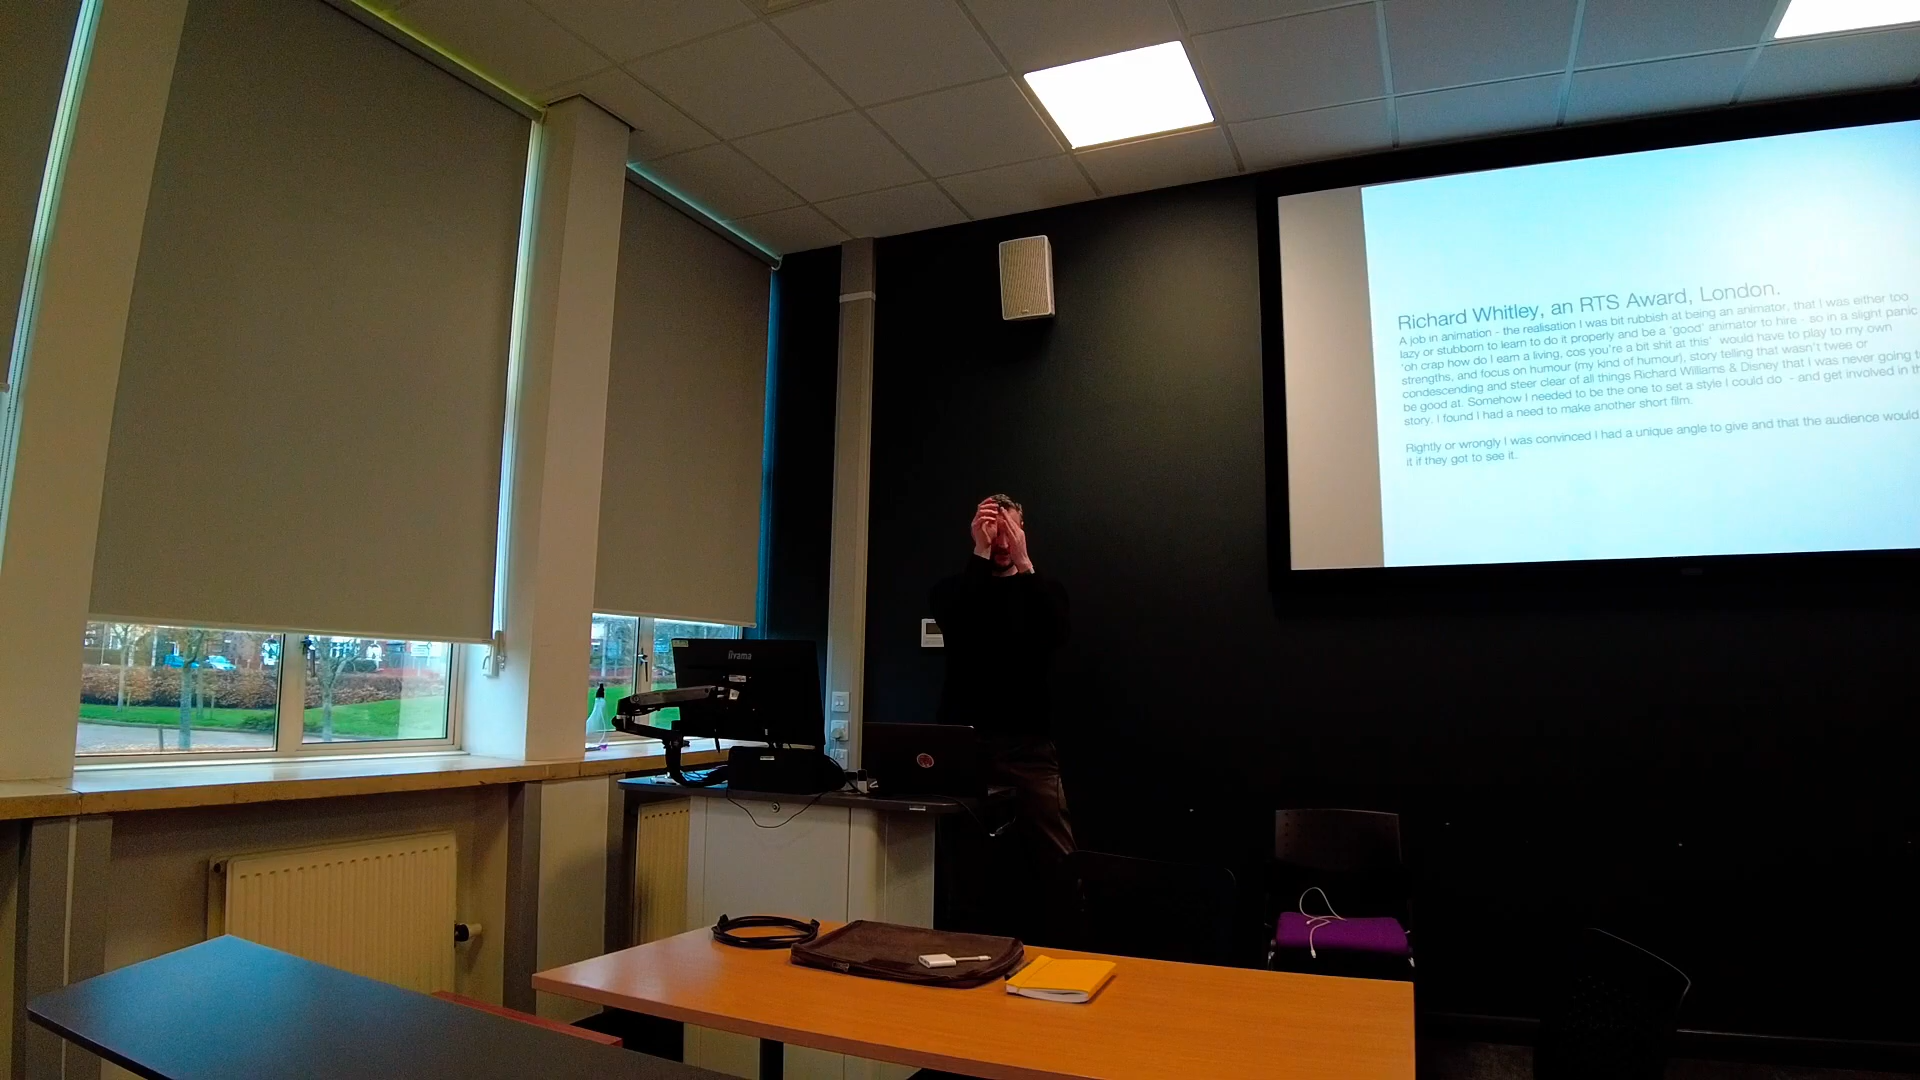 Richard Whitley, an RTS Award, London.
A job in animation - the realisation I was bit rubbish at being an animator, that I was either too
lazy or stubborn to learn to do it properly and be a 'good' animator to hire - so in a slight panic
'oh crap how do I earn a living, cos you're a bit shit at this' would have to play to my own
strengths, and focus on humour (my kind of humour), story telling that wasn't twee or
condescending and steer clear of all things Richard Williams & Disney that I was never going
be good at. Somehow I needed to be the one to set a style I could do - and get involved in
story. I found I had a need to make another short film.
Rightly or wrongly I was convinced I had a unique angle to give and that the audience would
it if they got to see it.
iiyama